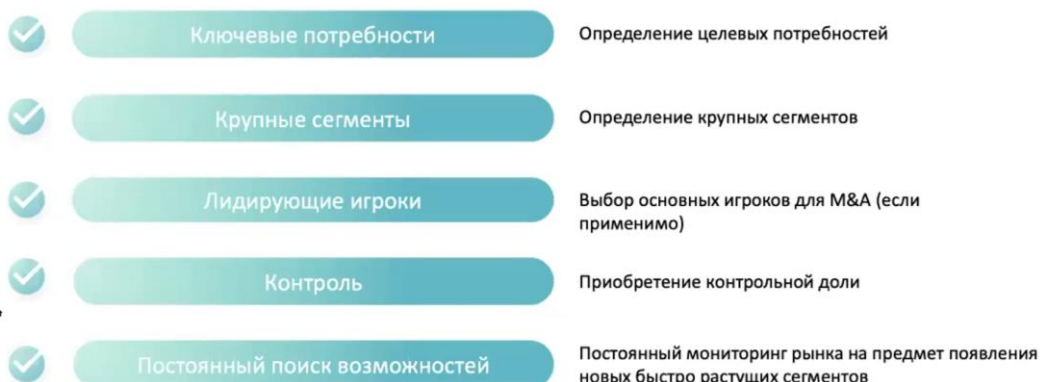 Ключевые потребности
Определение целевых потребностей
Крупные сегменты
Определение крупных сегментов
Лидирующие игроки
Выбор основных игроков для M&A (если
применимо)
Контроль
Приобретение контрольной доли
Постоянный поиск возможностей
Постоянный мониторинг рынка на предмет появления
новых быстро растущих сегментов